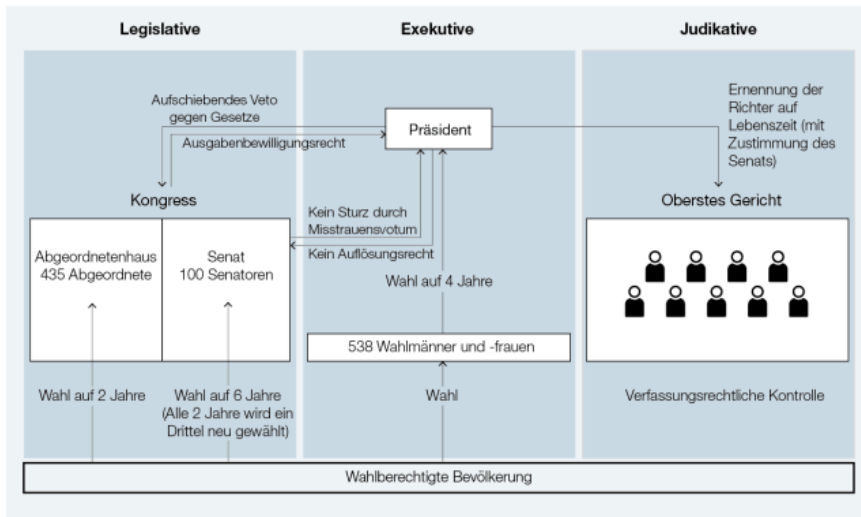 Legislative
Exekutive
Judikative
Aufschiebendes Veto
gegen Gesetze
Ausgabenbewilligungsrecht
Präsident
Ernennung der
Richter auf
Lebenszeit (mit
Zustimmung des
Senats)
Kongress
Oberstes Gericht
Kein Sturz durch
Misstrauensvotum
Kein Auflösungsrecht
Abgeordnetenhaus
435 Abgeordnete
Senat
100 Senatoren
Wahl auf 4 Jahre
538 Wahlmänner und -frauen
Wahl auf 2 Jahre
Wahl auf 6 Jahre
(Alle 2 Jahre wird ein
Drittel neu gewählt)
Wahl
Verfassungsrechtliche Kontrolle
Wahlberechtigte Bevölkerung